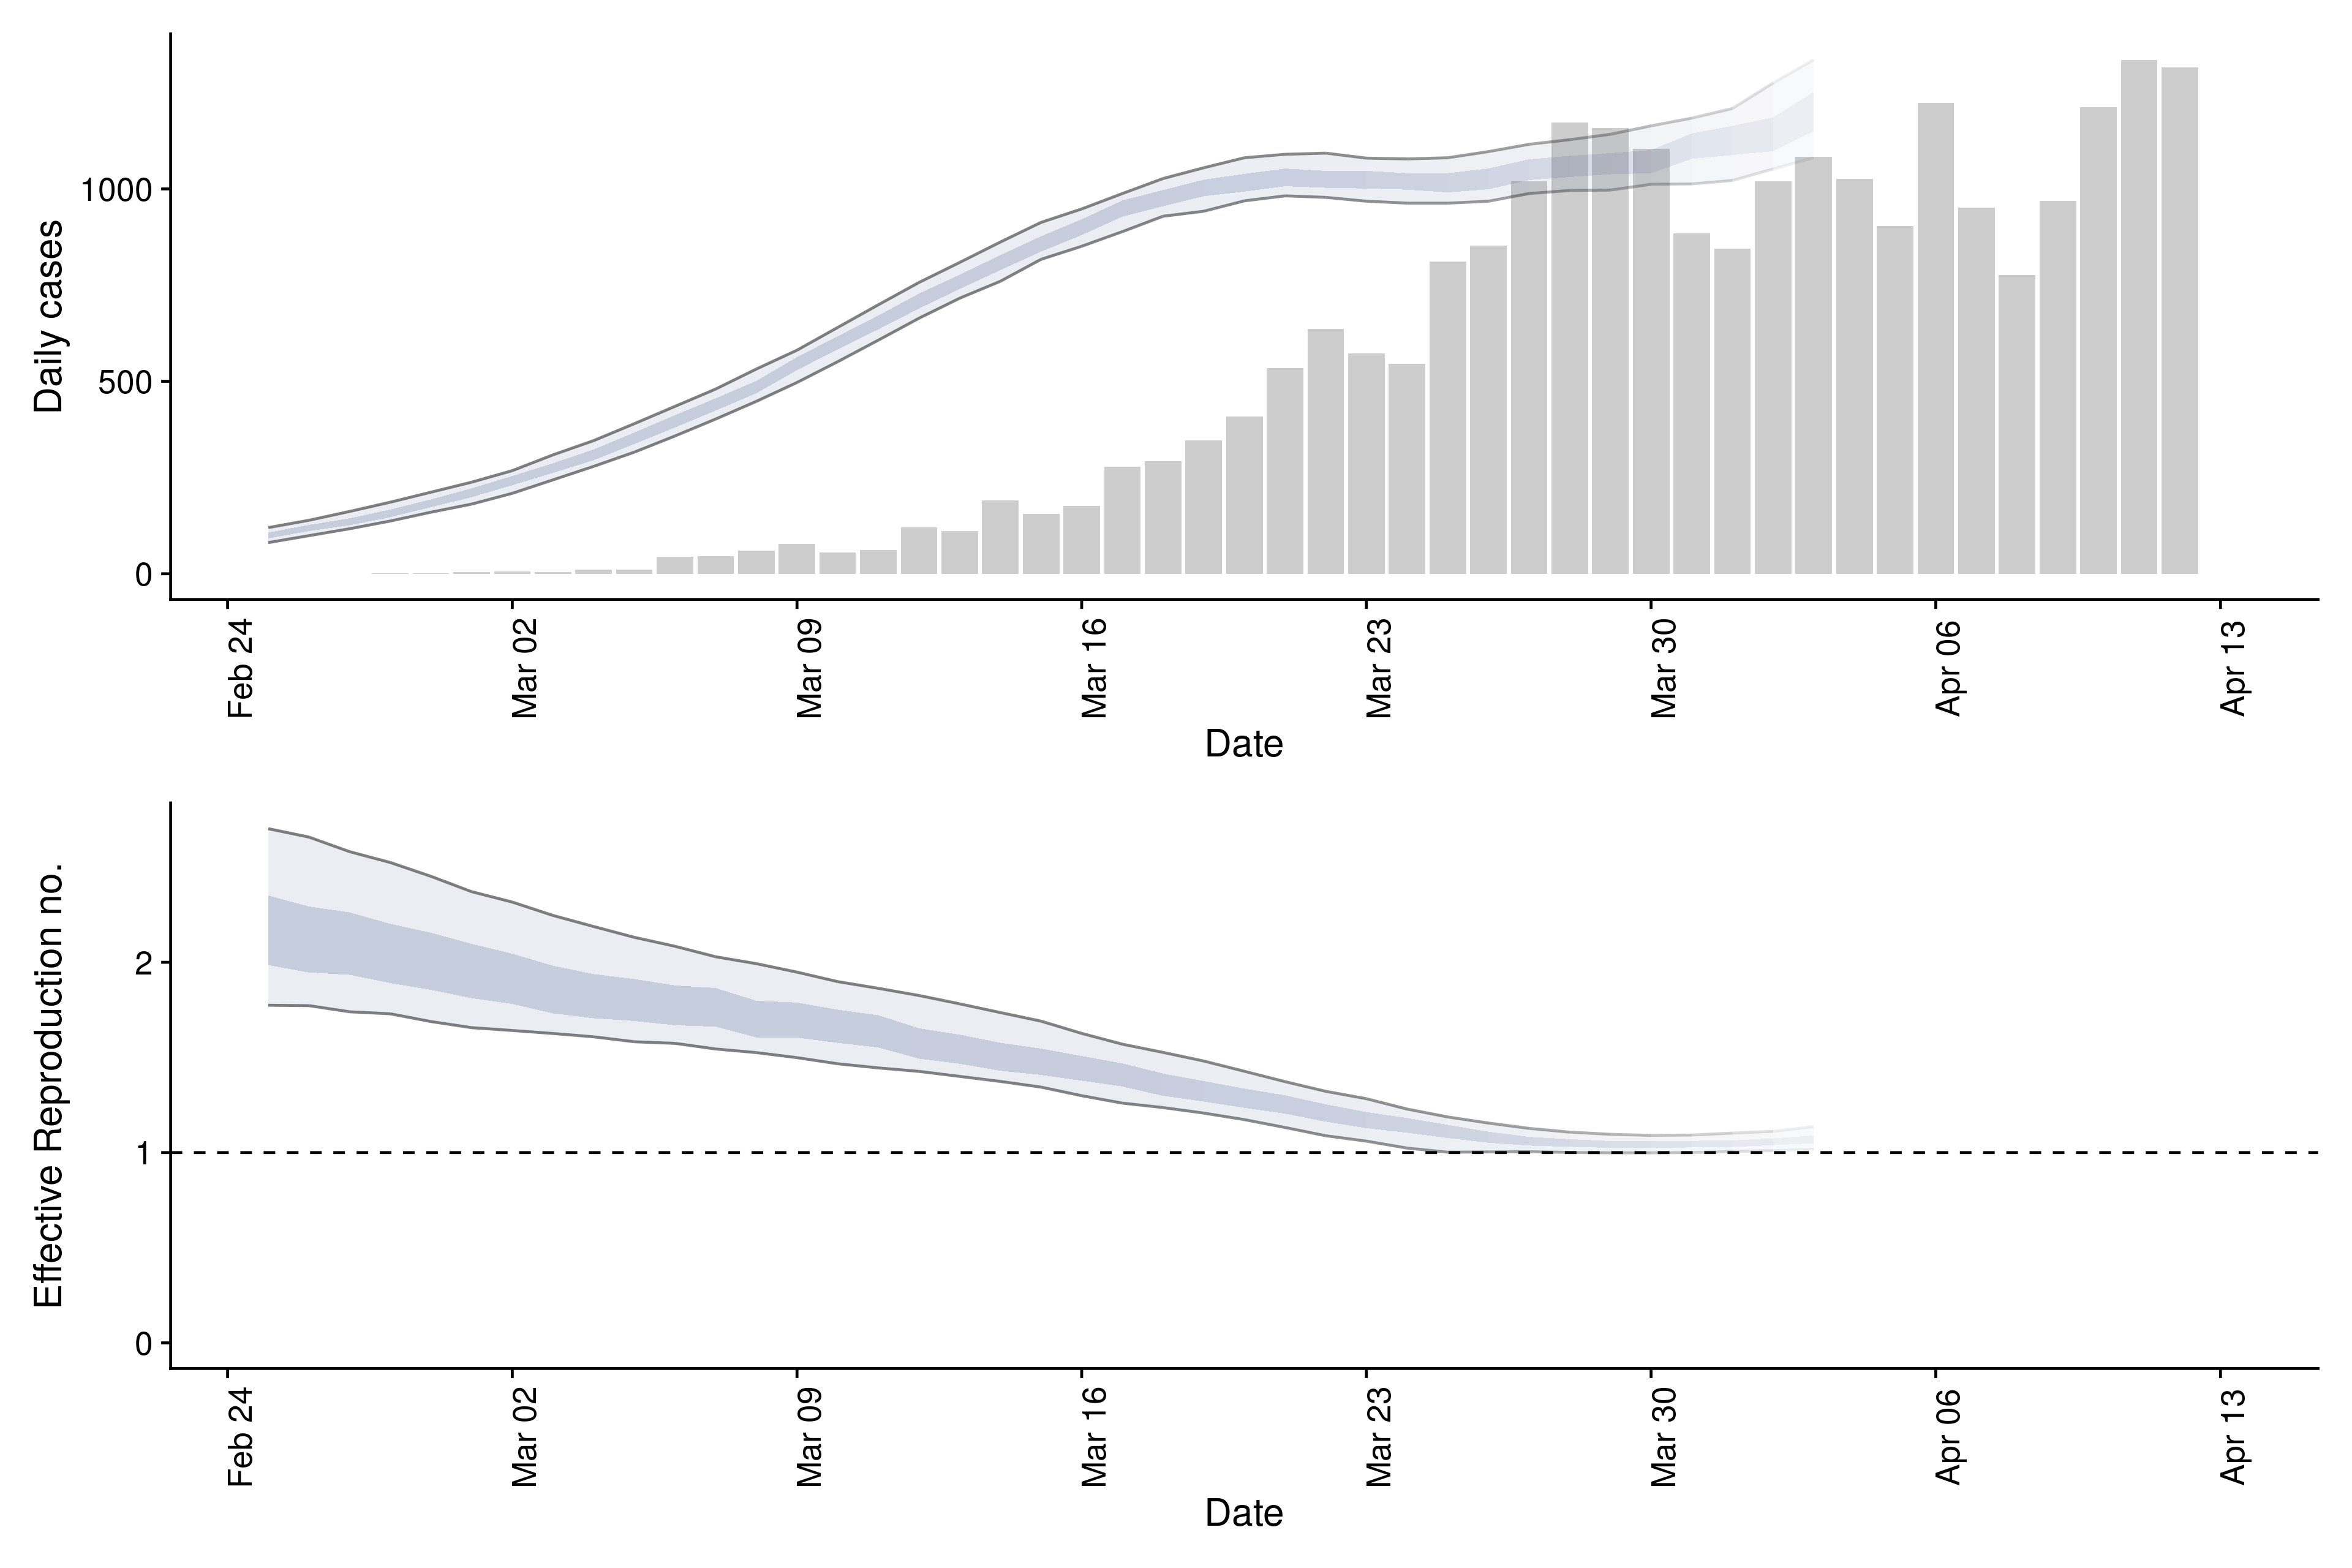 Daily cases
1000
500
0
Feb 24
Mar 02
Mar 09
Mar 16
Mar 23
Mar 30
Apr 06
Apr 13
Date
Effective Reproduction no.
2
1
0
Feb 24
Mar 02
Mar 09
Mar 16
Mar 23
Mar 30
Apr 06
Apr 13
Date